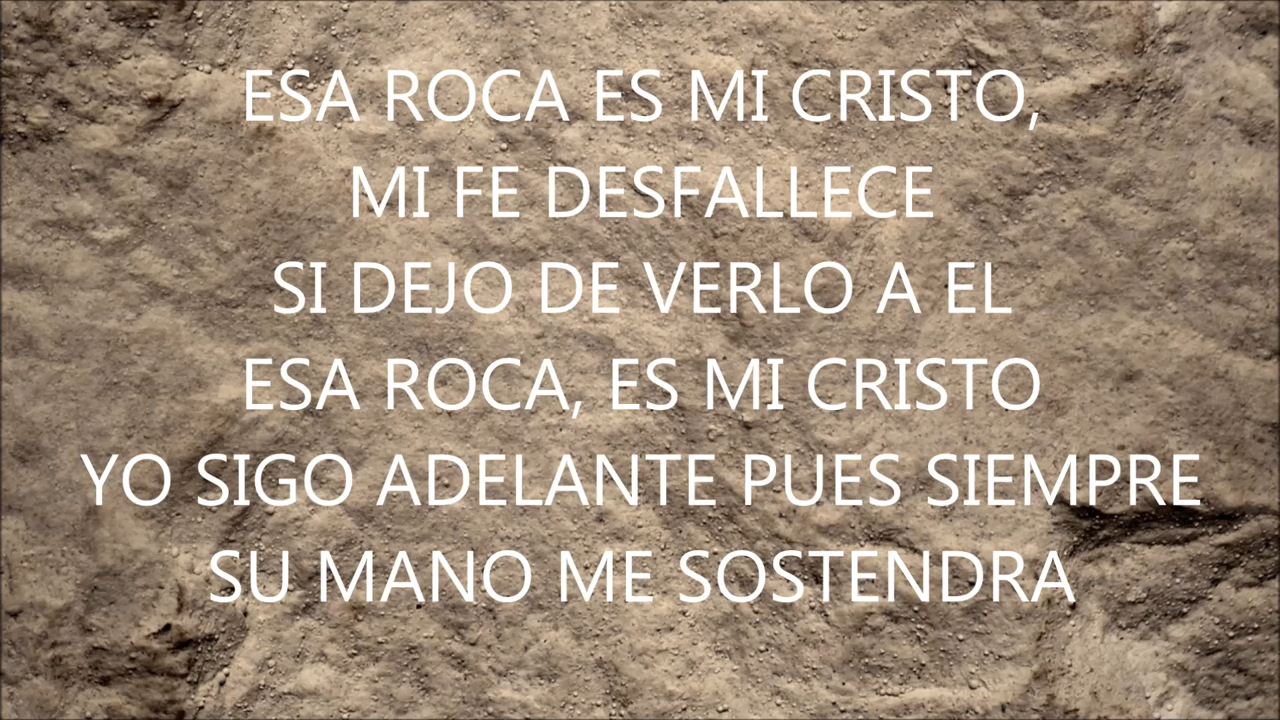 ESA ROCA ES MI CRISTO,
MI FE DESFALLECE
SI DEJO DE VERLO A EL
ESA ROCA, ES MI CRISTO
YO SIGO ADELANTE PUES SIEMPRE
SU MANO ME SOSTENDRA